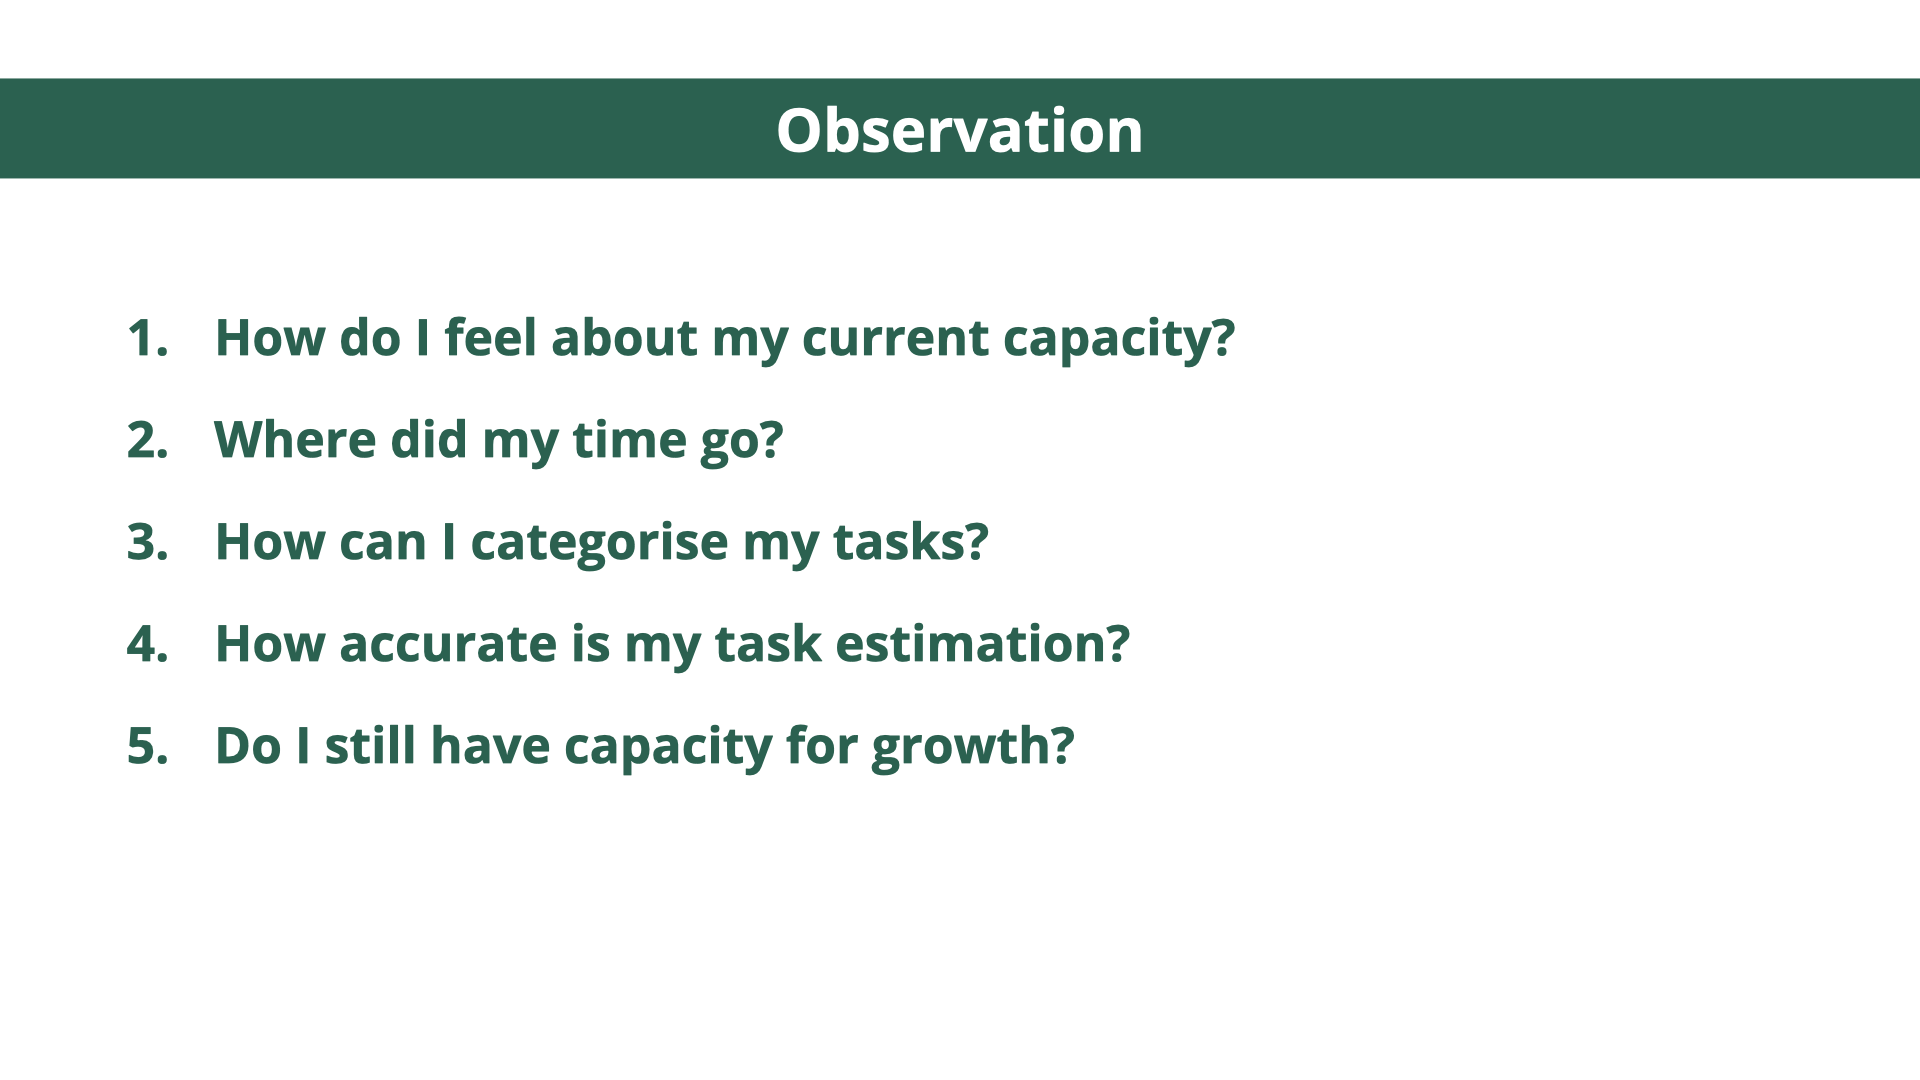 Observation
1. How do I feel about my current capacity?
2. Where did my time go?
3. How can I categorise my tasks?
4. How accurate is my task estimation?
5. Do I still have capacity for growth?